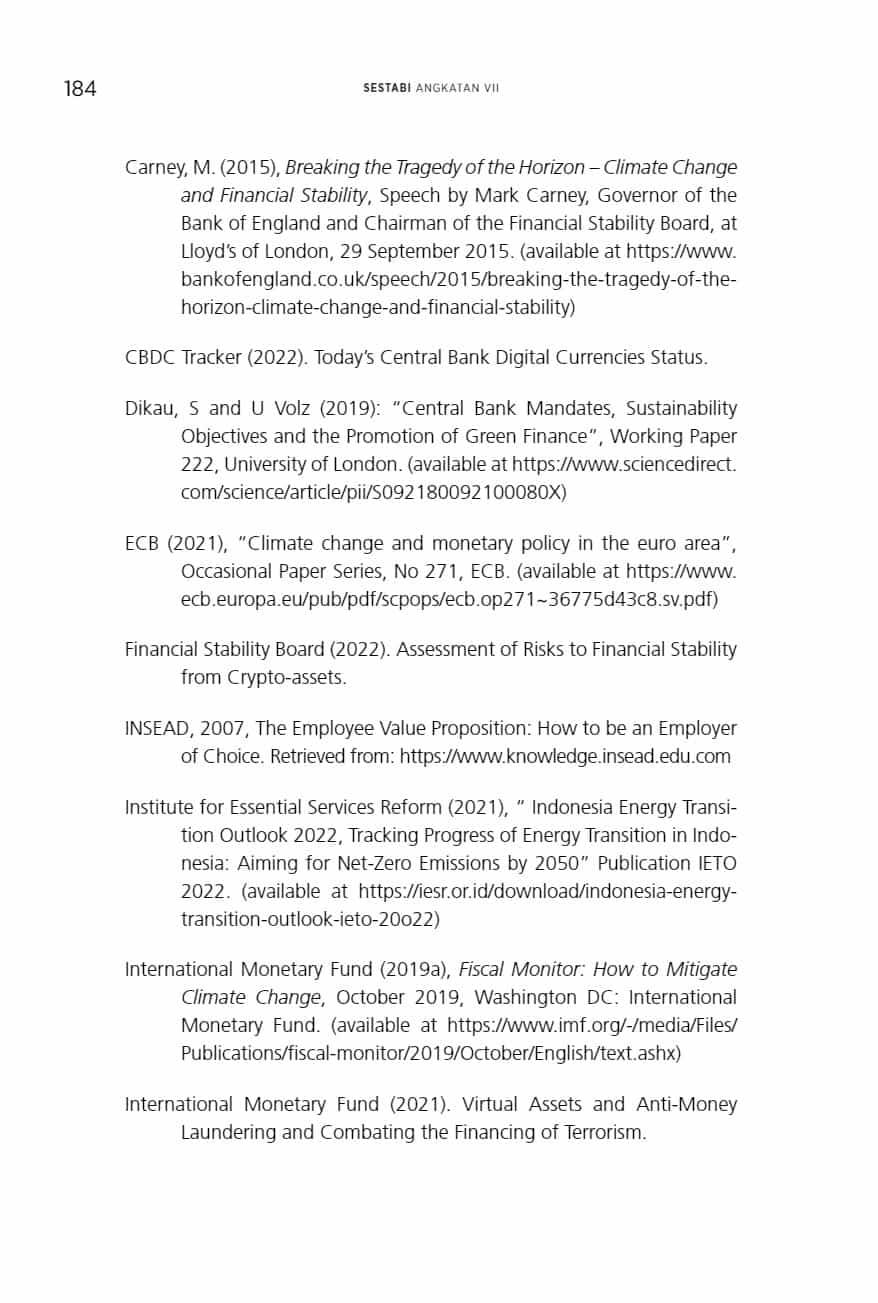 184
SESTABI ANGKATAN VII
Carney, M. (2015), Breaking the Tragedy of the Horizon – Climate Change
and Financial Stability, Speech by Mark Carney, Governor of the
Bank of England and Chairman of the Financial Stability Board, at
Lloyd’s of London, 29 September 2015. (available at https://www.
bankofengland.co.uk/speech/2015/breaking-the-tragedy-of-the-
horizon-climate-change-and-financial-stability)
CBDC Tracker (2022). Today’s Central Bank Digital Currencies Status.
Dikau, S and U Volz (2019): “Central Bank Mandates, Sustainability
Objectives and the Promotion of Green Finance”, Working Paper
222, University of London. (available at https://www.sciencedirect.
com/science/article/pii/S092180092100080X)
ECB (2021), “Climate change and monetary policy in the euro area”,
Occasional Paper Series, No 271, ECB. (available at https://www.
ecb.europa.eu/pub/pdf/scpops/ecb.op271~36775d43c8.sv.pdf)
Financial Stability Board (2022). Assessment of Risks to Financial Stability
from Crypto-assets.
INSEAD, 2007, The Employee Value Proposition: How to be an Employer
of Choice. Retrieved from: https://www.knowledge.insead.edu.com
Institute for Essential Services Reform (2021), “ Indonesia Energy Transi-
tion Outlook 2022, Tracking Progress of Energy Transition in Indo-
nesia: Aiming for Net-Zero Emissions by 2050” Publication IETO
2022. (available at https://iesr.or.id/download/indonesia-energy-
transition-outlook-ieto-20o22)
International Monetary Fund (2019a), Fiscal Monitor: How to Mitigate
Climate Change, October 2019, Washington DC: International
Monetary Fund. (available at https://www.imf.org/-/media/Files/
Publications/fiscal-monitor/2019/October/English/text.ashx)
International Monetary Fund (2021). Virtual Assets and Anti-Money
Laundering and Combating the Financing of Terrorism.